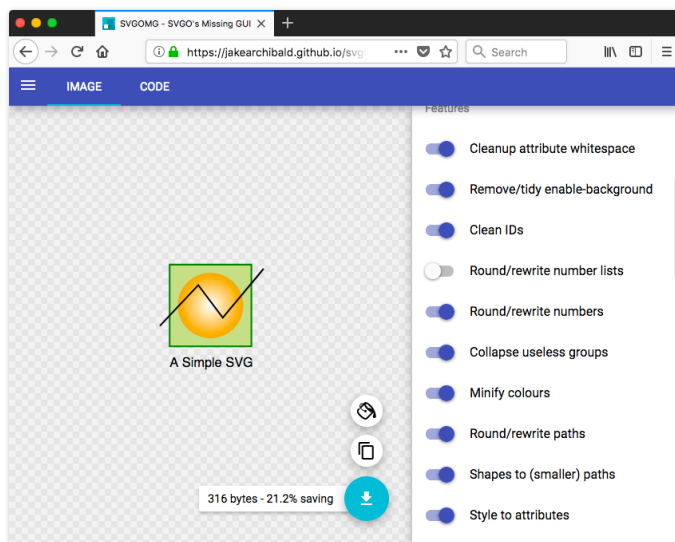 SVGOMG - SVGO's Missing GUI
https://jakearchibald.github.io/svg
Search
IMAGE
CODE
Features
Cleanup attribute whitespace
Remove/tidy enable-background
Clean IDs
Round/rewrite number lists
Round/rewrite numbers
Collapse useless groups
Minify colours
Round/rewrite paths
Shapes to (smaller) paths
Style to attributes
A Simple SVG
316 bytes - 21.2% saving